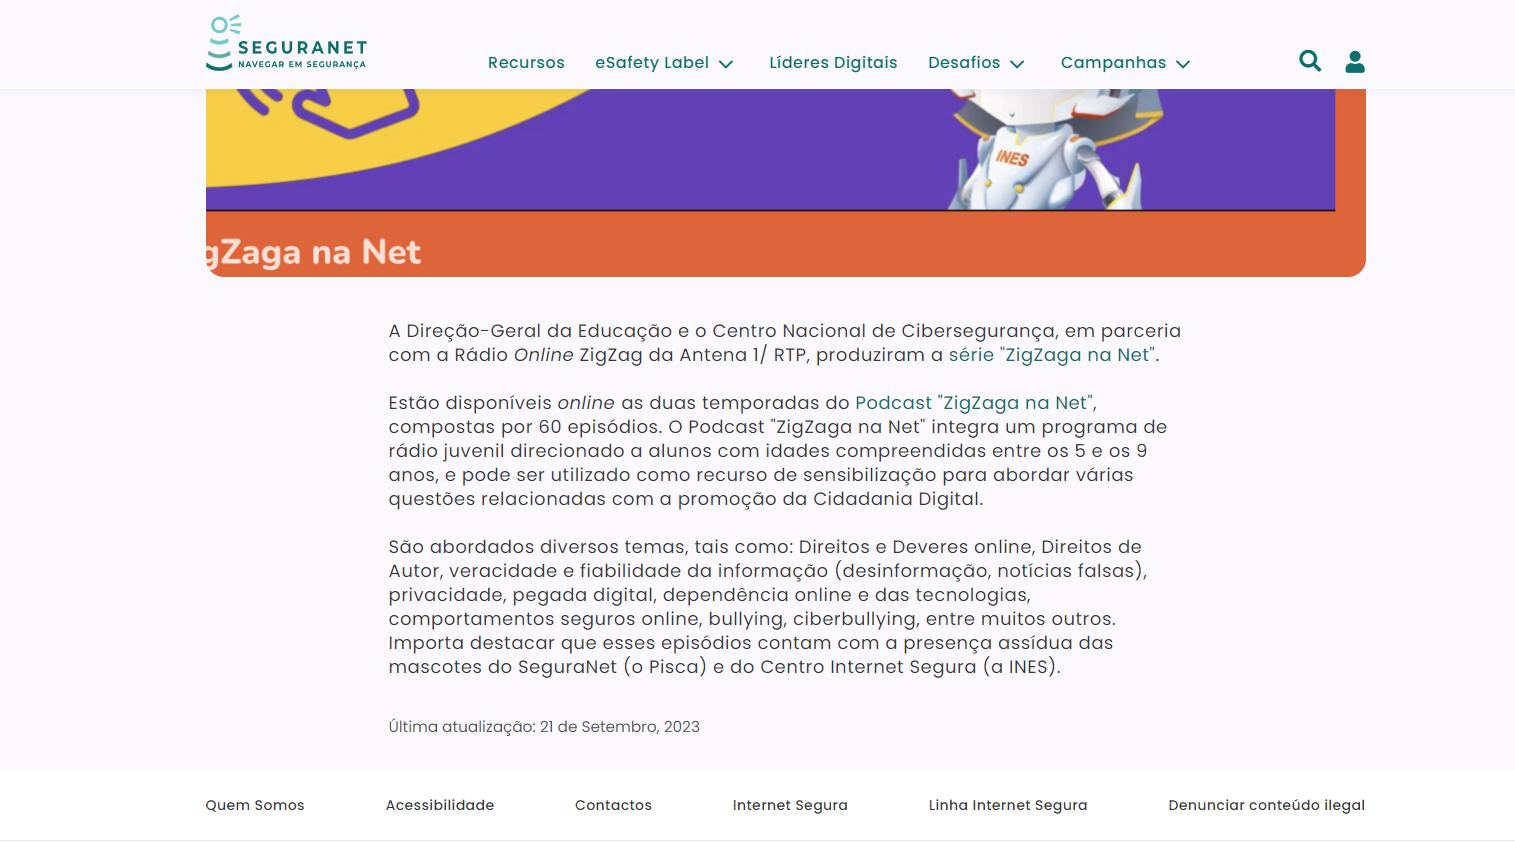 SEGURANET
NAVEGAR EM SEGURANÇA
Recursos
eSafety Label
Líderes Digitais
Desafios
Campanhas
INES
gZaga na Net
A Direção-Geral da Educação e o Centro Nacional de Cibersegurança, em parceria
com a Rádio Online ZigZag da Antena 1/ RTP, produziram a série "ZigZaga na Net".
Estão disponíveis online as duas temporadas do Podcast "ZigZaga na Net",
compostas por 60 episódios. O Podcast "ZigZaga na Net" integra um programa de
rádio juvenil direcionado a alunos com idades compreendidas entre os 5 e os 9
anos, e pode ser utilizado como recurso de sensibilização para abordar várias
questões relacionadas com a promoção da Cidadania Digital.
São abordados diversos temas, tais como: Direitos e Deveres online, Direitos de
Autor, veracidade e fiabilidade da informação (desinformação, notícias falsas),
privacidade, pegada digital, dependência online e das tecnologias,
comportamentos seguros online, bullying, ciberbullying, entre muitos outros.
Importa destacar que esses episódios contam com a presença assídua das
mascotes do SeguraNet (o Pisca) e do Centro Internet Segura (a INES).
Última atualização: 21 de Setembro, 2023
Quem Somos
Acessibilidade
Contactos
Internet Segura
Linha Internet Segura
Denunciar conteúdo ilegal